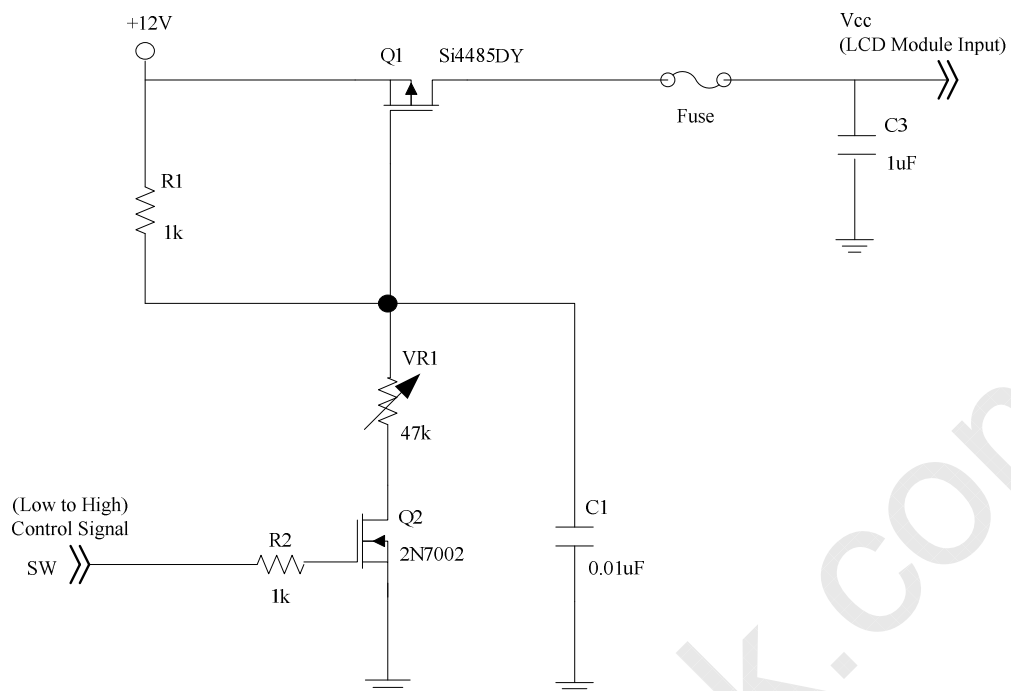 +12V
Vcc
(LCD Module Input)
Q1
Si4485DY
Fuse
C3
1uF
R1
1k
VR1
47k
(Low to High)
Control Signal
SW
R2
1k
Q2
2N7002
C1
0.01uF
k.com